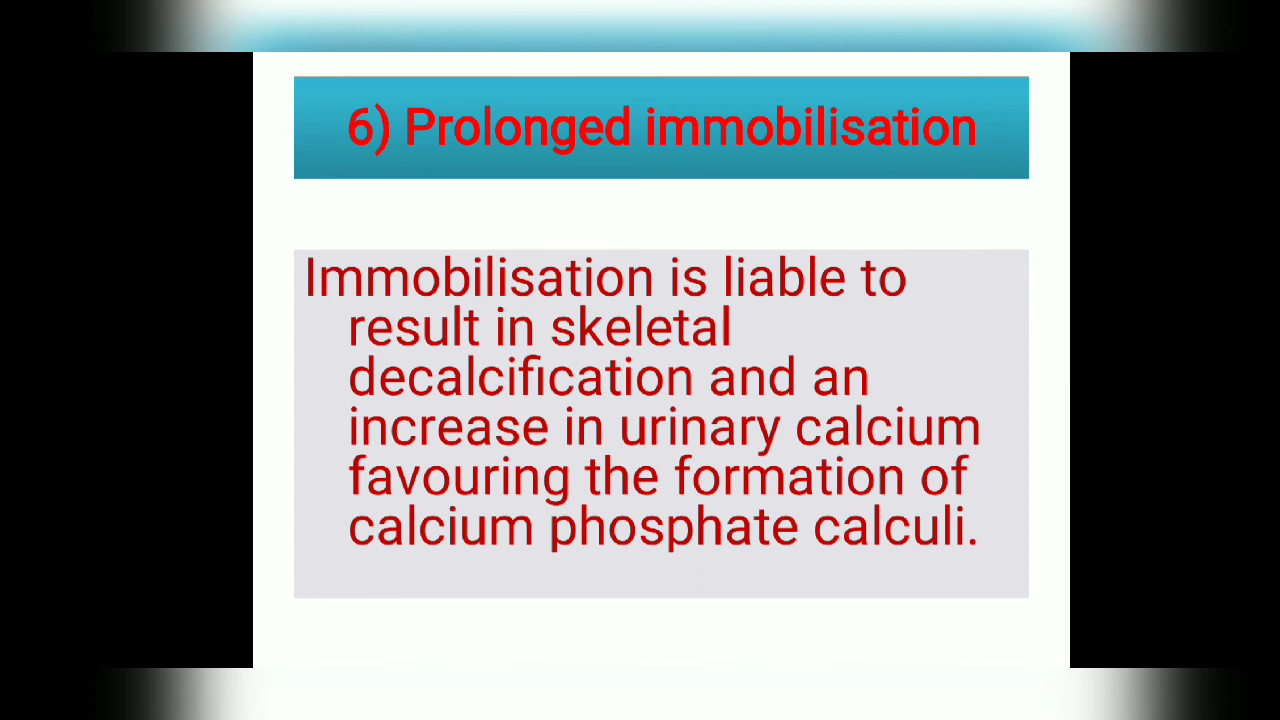 6) Prolonged immobilisation
Immobilisation is liable to
result in skeletal
decalcification and an
increase in urinary calcium
favouring the formation of
calcium phosphate calculi.